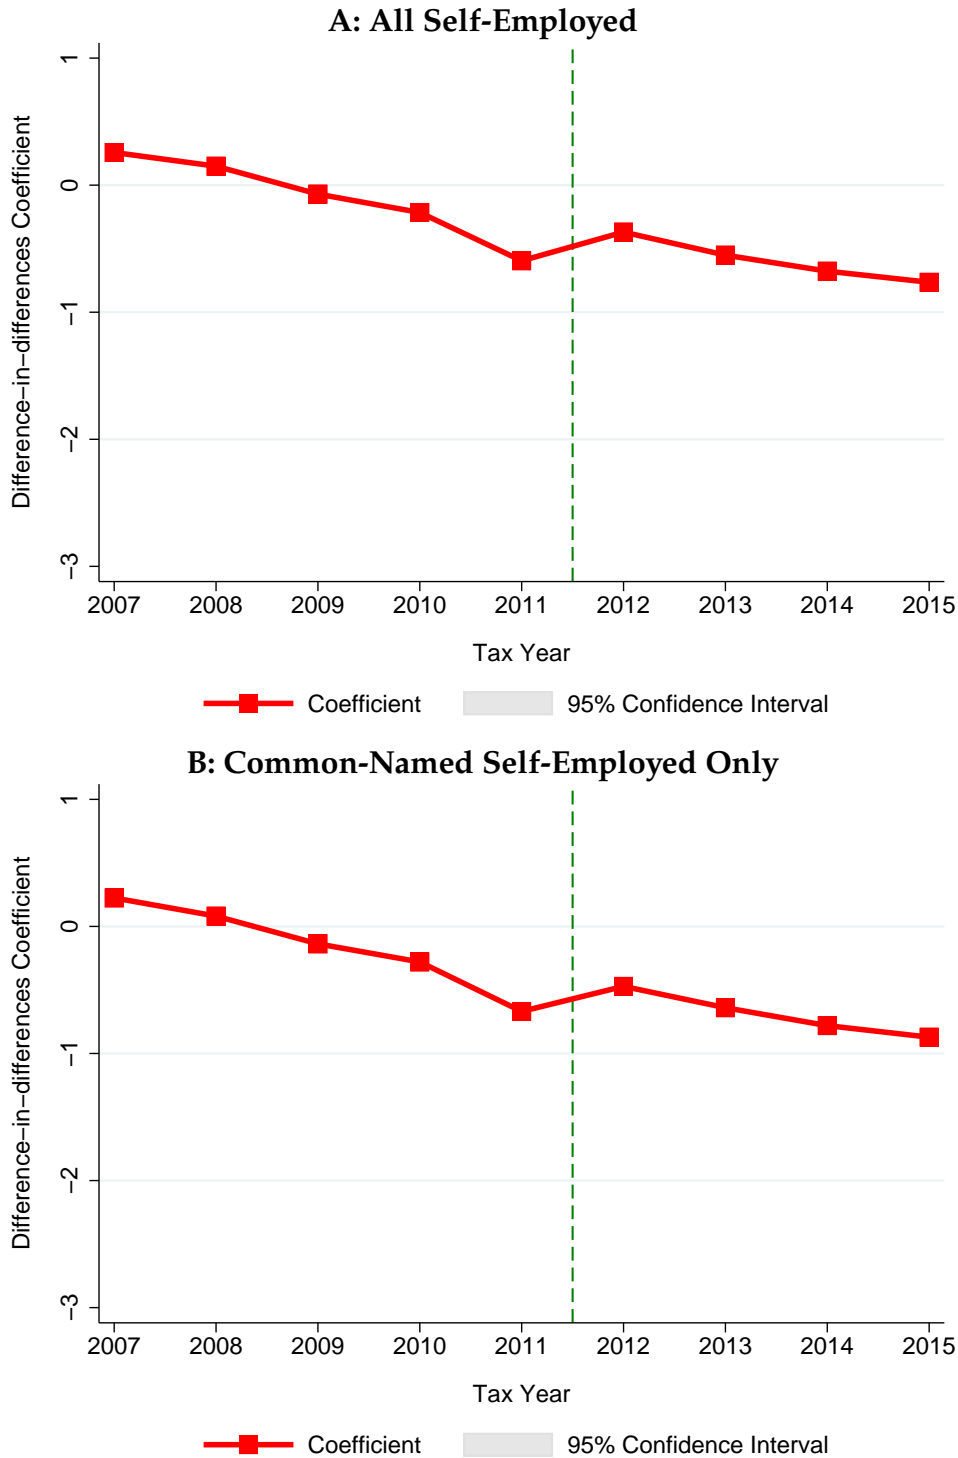 A: All Self-Employed
Difference−in−differences Coefficient
1
0
−1
−2
−3
2007 2008 2009 2010 2011 2012 2013 2014 2015
Tax Year
Coefficient 95% Confidence Interval
B: Common-Named Self-Employed Only
Difference−in−differences Coefficient
1
0
−1
−2
−3
2007 2008 2009 2010 2011 2012 2013 2014 2015
Tax Year
Coefficient 95% Confidence Interval